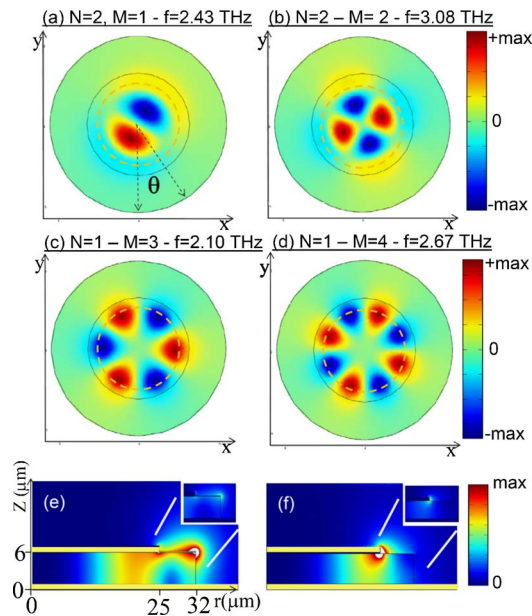 (a) N=2, M=1 - f=2.43 THz
(b) N=2 – M= 2 - f=3.08 THz
y
y
+max
0
-max
θ
x
x
(c) N=1 – M=3 - f=2.10 THz
(d) N=1 – M=4 - f=2.67 THz
y
y
+max
0
-max
x
x
Z (μm)
(e)
(f)
max
6
0
0
25
32
r(μm)